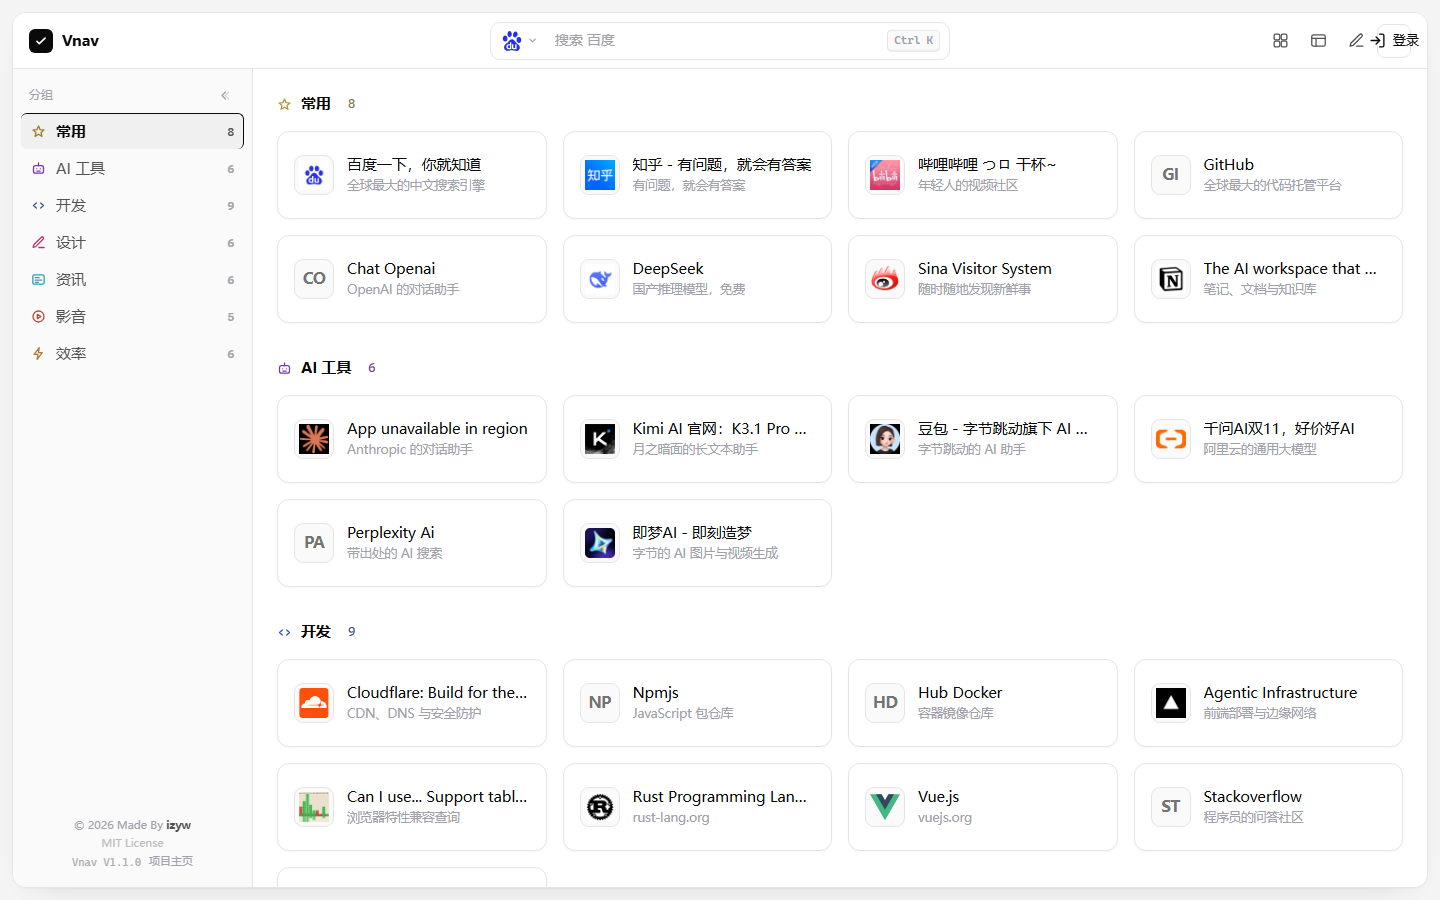 Vnav
搜索 百度
Ctrl K
登录
分组
常用 8
AI 工具 6
开发 9
设计 6
资讯 6
影音 5
效率 6
© 2026 Made By izyw
MIT License
Vnav V1.1.0 项目主页
常用 8
百度一下，你就知道
全球最大的中文搜索引擎
知乎
知乎 - 有问题，就会有答案
有问题，就会有答案
bilibili
哔哩哔哩 つロ 干杯~
年轻人的视频社区
GI
GitHub
全球最大的代码托管平台
CO
Chat Openai
OpenAI 的对话助手
DeepSeek
国产推理模型，免费
Sina Visitor System
随时随地发现新鲜事
The AI workspace that ...
笔记、文档与知识库
AI 工具 6
App unavailable in region
Anthropic 的对话助手
Kimi AI 官网：K3.1 Pro ...
月之暗面的长文本助手
豆包 - 字节跳动旗下 AI ...
字节跳动的 AI 助手
千问AI双11，好价好AI
阿里云的通用大模型
PA
Perplexity Ai
带出处的 AI 搜索
即梦AI - 即刻造梦
字节的 AI 图片与视频生成
开发 9
Cloudflare: Build for the...
CDN、DNS 与安全防护
NP
Npmjs
JavaScript 包仓库
HD
Hub Docker
容器镜像仓库
Agentic Infrastructure
前端部署与边缘网络
Can I use... Support tabl...
浏览器特性兼容查询
Rust Programming Lan...
rust-lang.org
Vue.js
vuejs.org
ST
Stackoverflow
程序员的问答社区